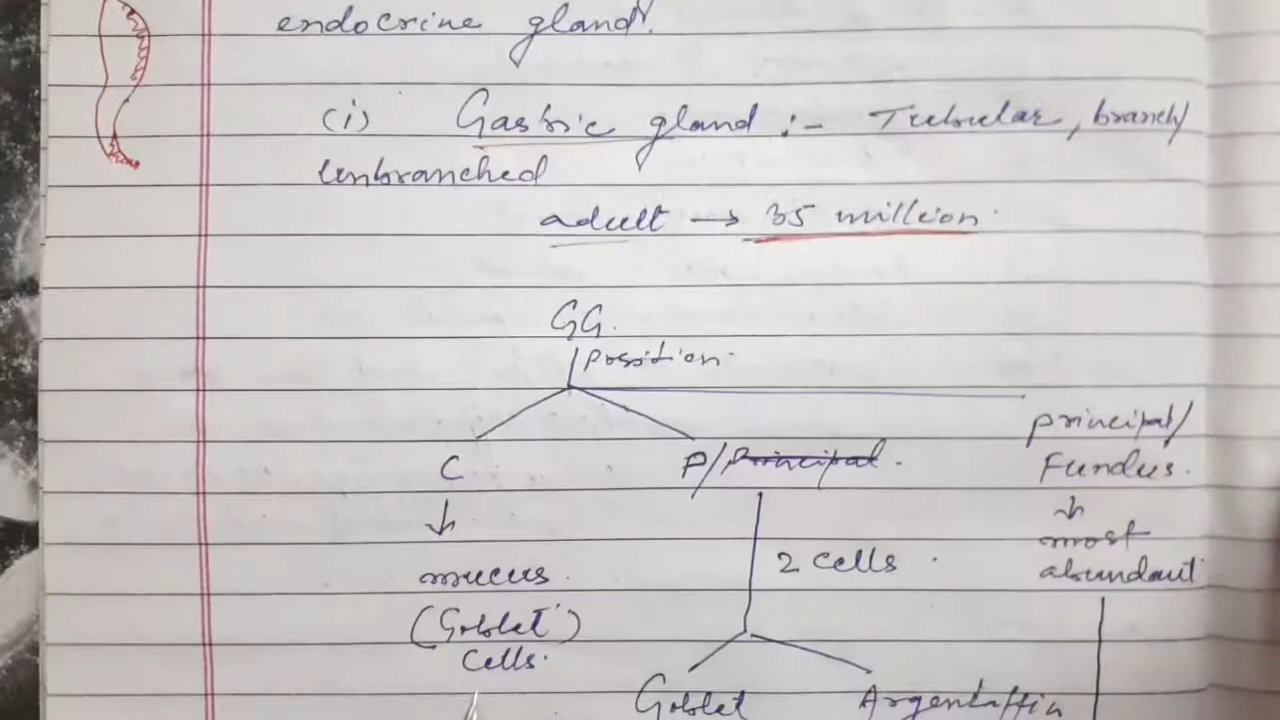 endocrine gland.
(i) Gastric gland :- Tubular, branch/
unbranched
adult → 35 million.
GG.
position.
C
P/Principal.
principal/
Fundus.
↓
↓
most
abundant
2 cells
mucus.
(Goblet)
cells.
Goblet
Argentaffin